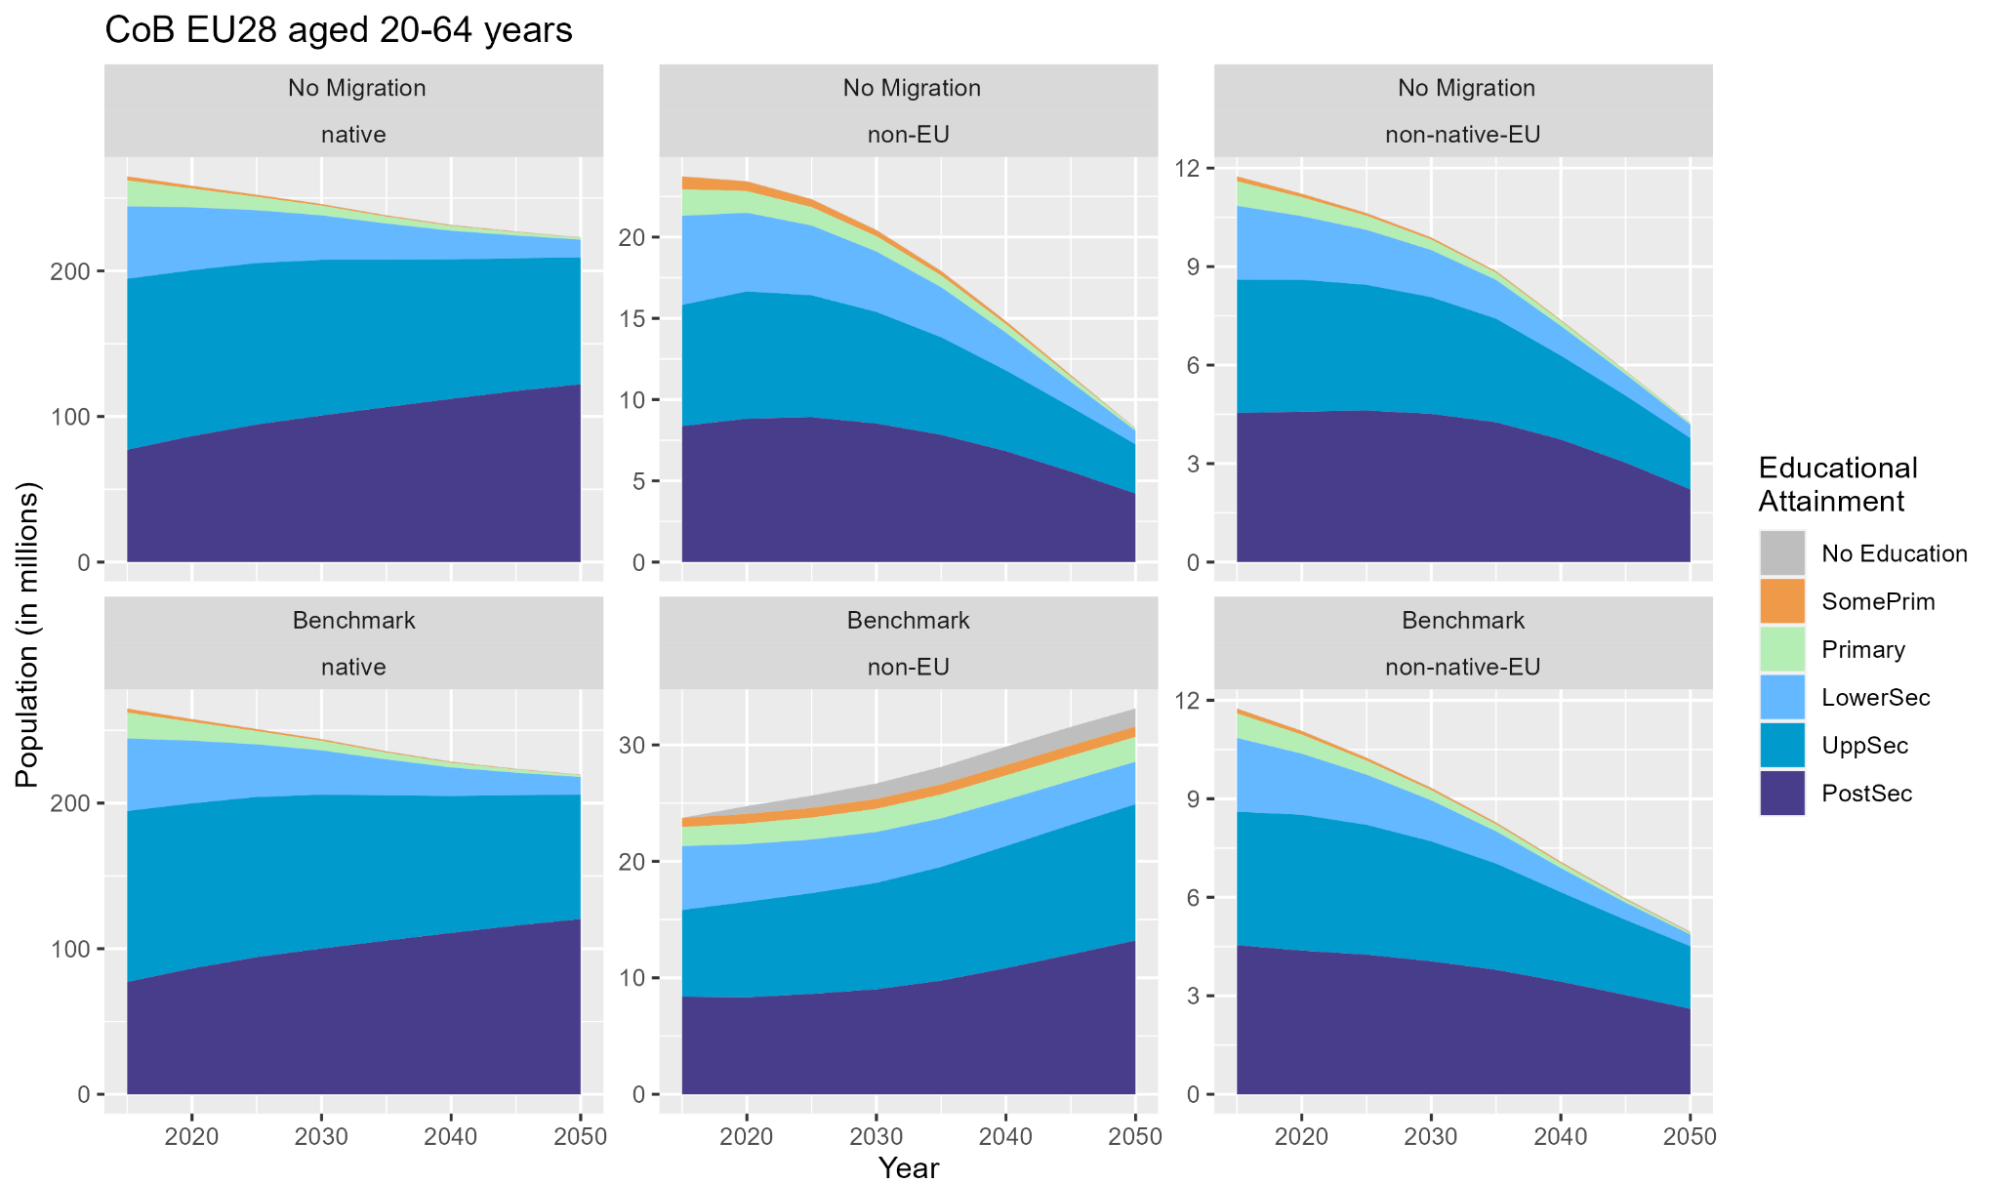 CoB EU28 aged 20-64 years
No Migration
native
No Migration
non-EU
No Migration
non-native-EU
200
100
0
20
15
10
5
0
12
9
6
3
0
Benchmark
native
Benchmark
non-EU
Benchmark
non-native-EU
200
100
0
30
20
10
0
12
9
6
3
0
2020 2030 2040 2050
2020 2030 2040 2050
2020 2030 2040 2050
Year
Population (in millions)
Educational
Attainment
No Education
SomePrim
Primary
LowerSec
UppSec
PostSec